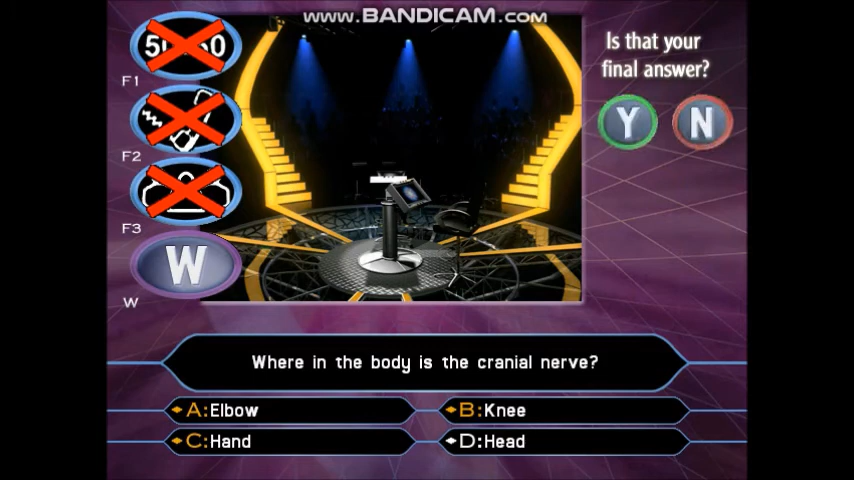 www.BANDICAM.com
Is that your
final answer?
Y N
F1
F2
F3
W
W
Where in the body is the cranial nerve?
A:Elbow
B:Knee
C:Hand
D:Head